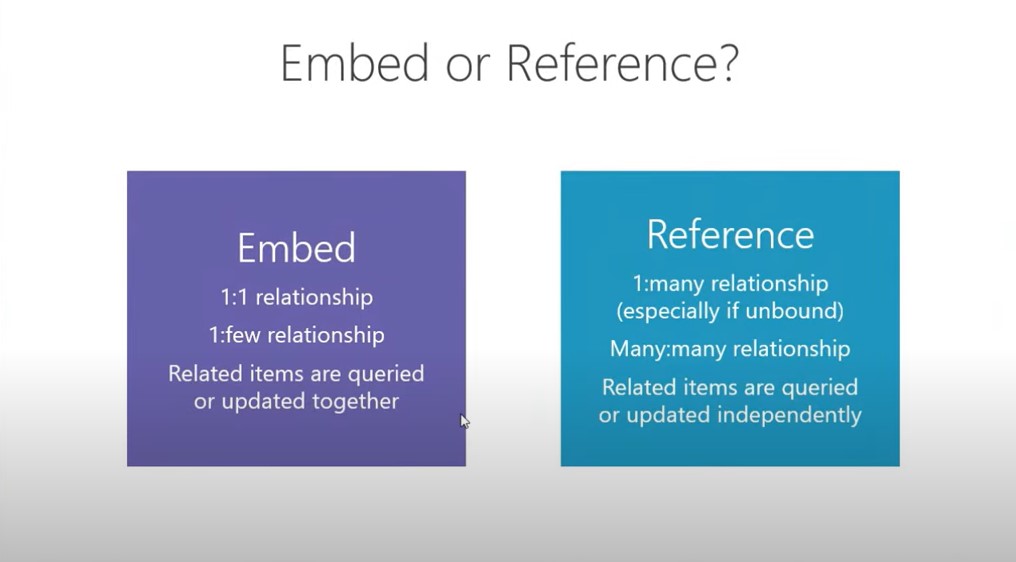 Embed or Reference?
Embed
1:1 relationship
1:few relationship
Related items are queried
or updated together
Reference
1:many relationship
(especially if unbound)
Many:many relationship
Related items are queried
or updated independently